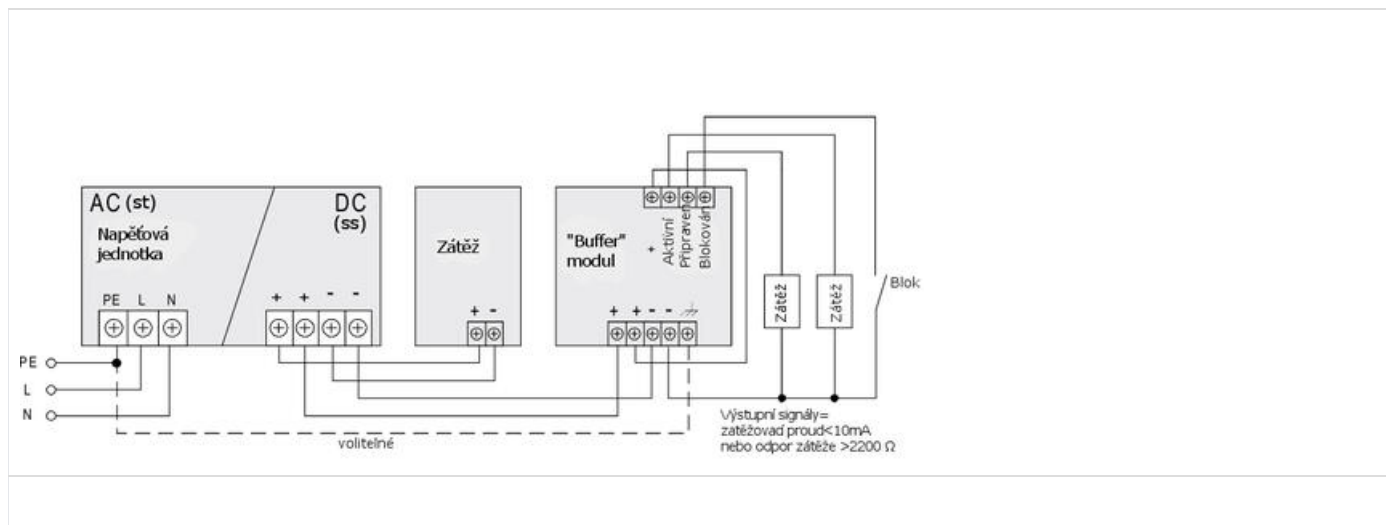 AC (st)
Napěťová
jednotka
DC
(ss)
PE L N
+ + - -
Zátěž
+ -
"Buffer"
modul
+
Aktivní
Připraven
Blokován
+ + - -
Zátěž
Zátěž
Blok
PE
L
N
volitelné
Výstupní signály=
zatěžovací proud<10mA
nebo odpor zátěže >2200 Ω